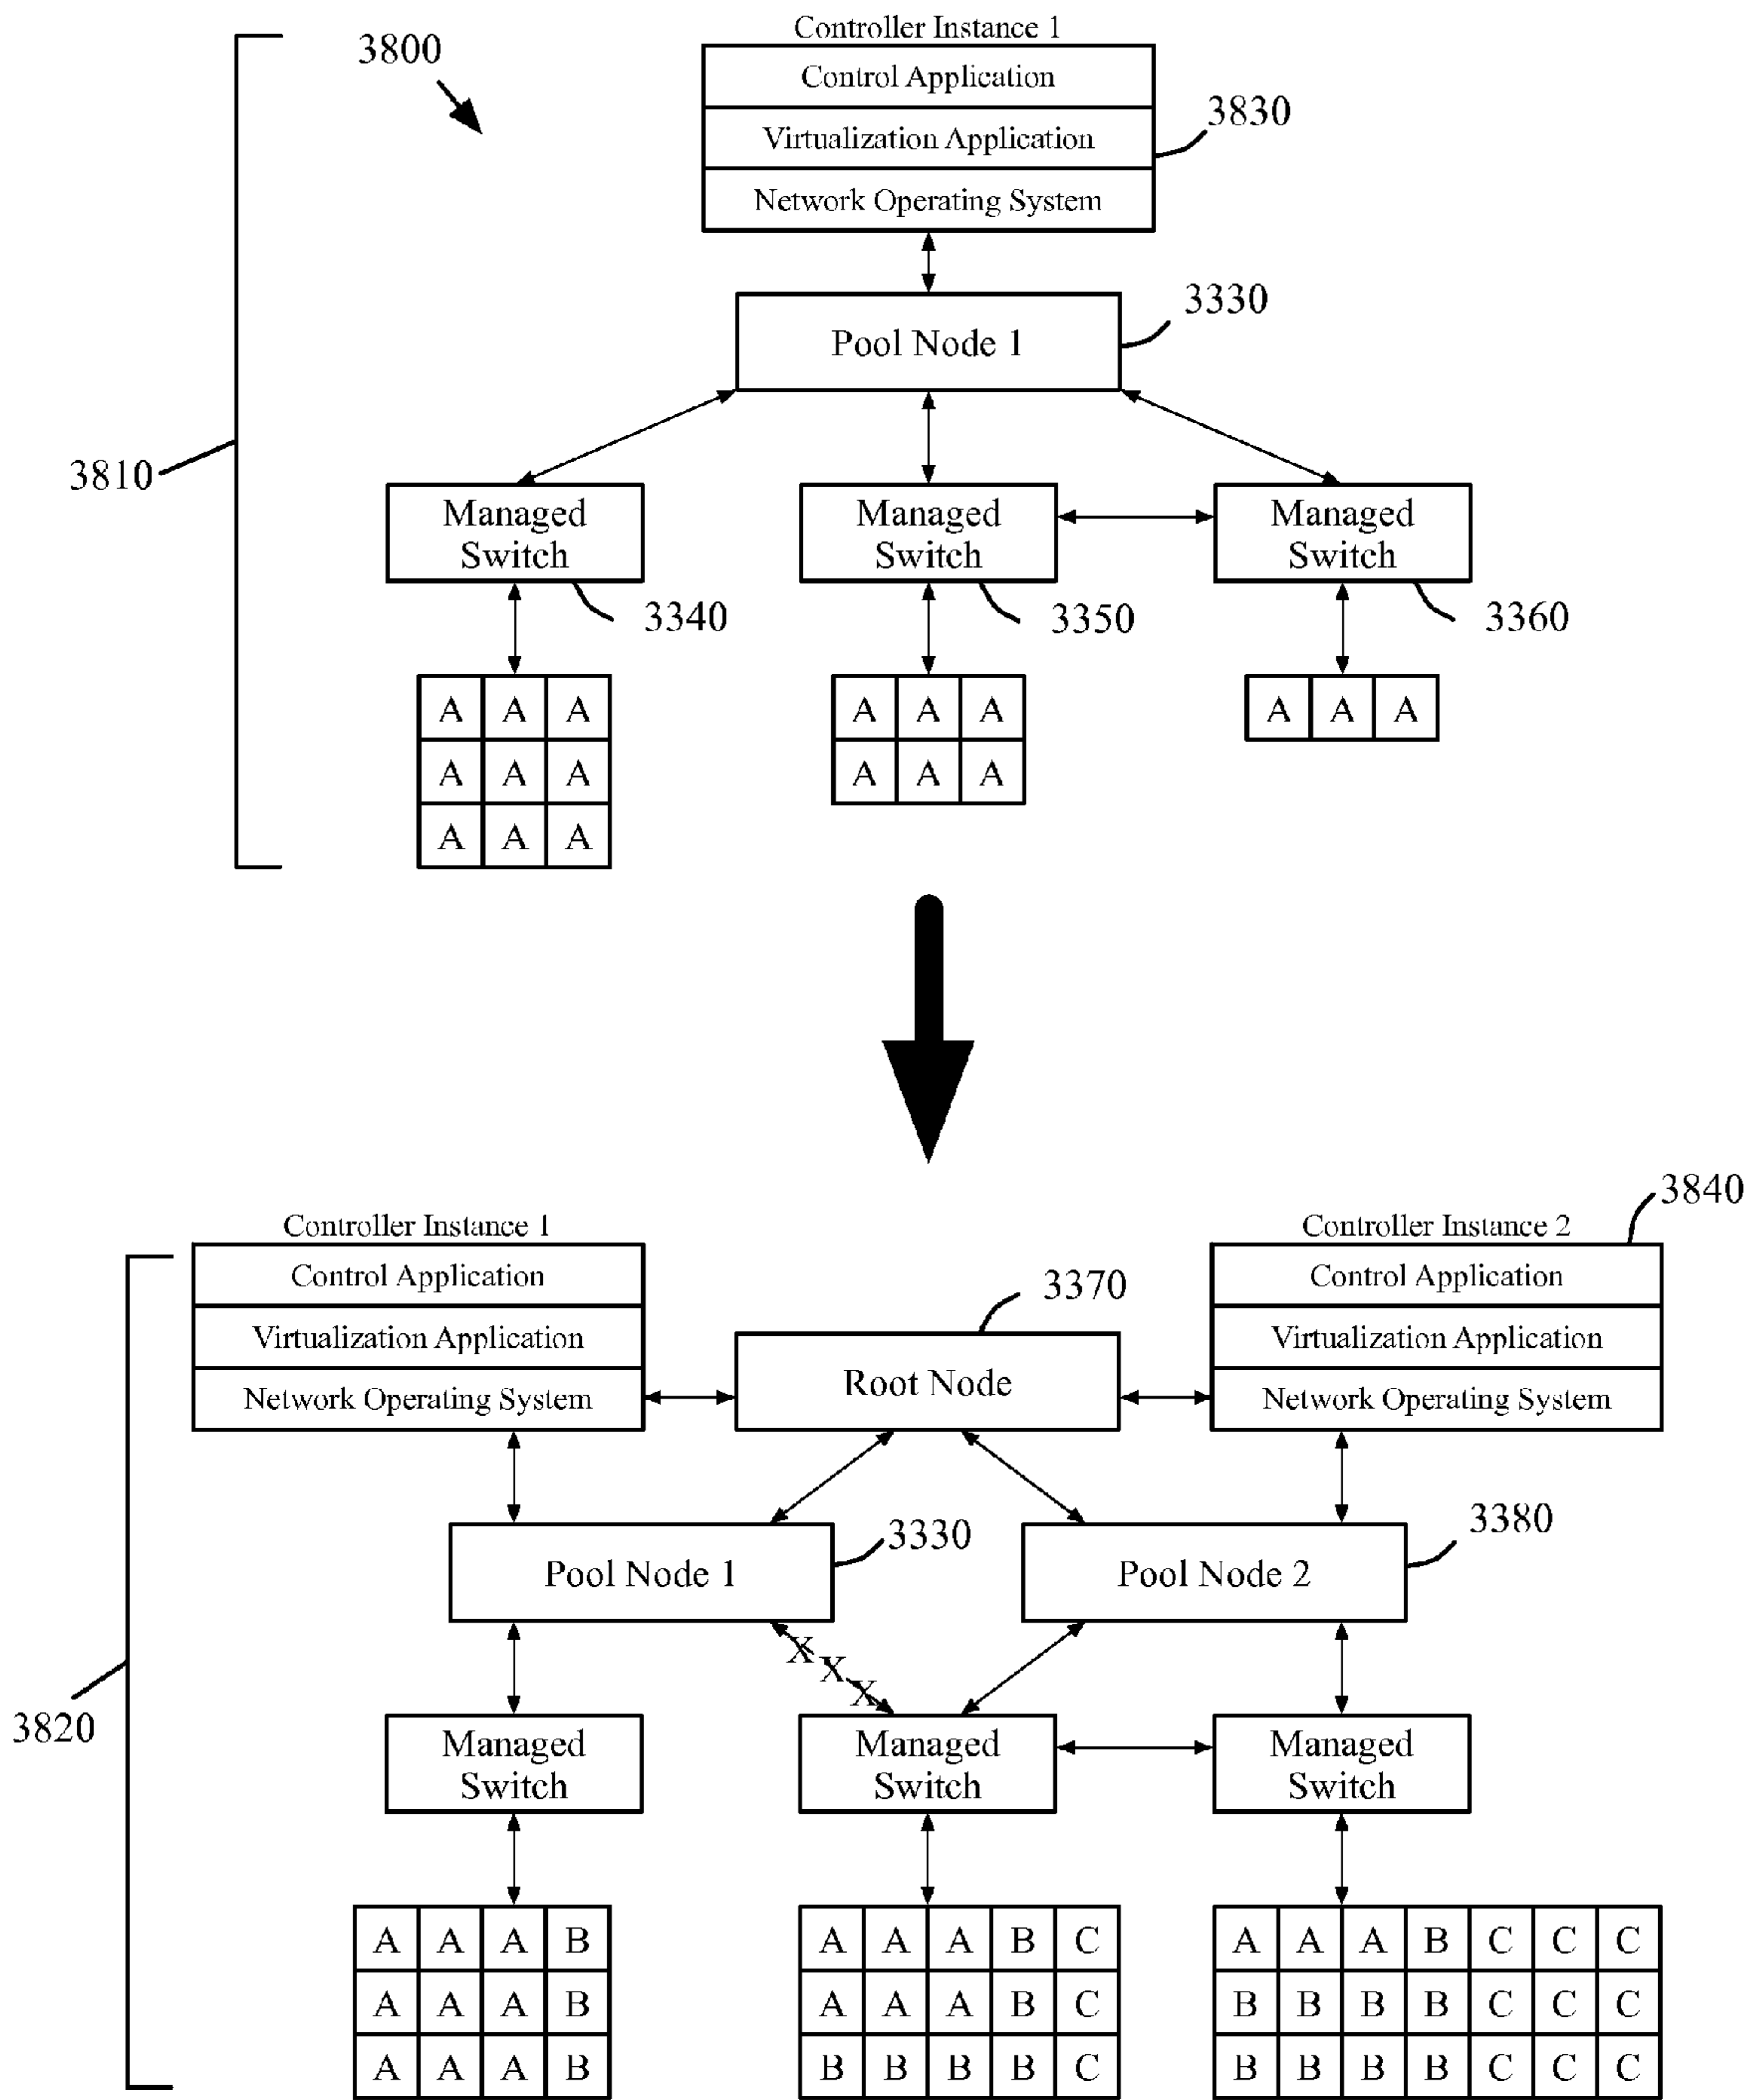 Controller Instance 1
3800
Control Application
3830
Virtualization Application
Network Operating System
3330
Pool Node 1
3810
Managed
Switch
Managed
Switch
Managed
Switch
3340
3350
3360
A A A
A A A
A A A
A A A
A A A
A A A
3840
Controller Instance 1
Controller Instance 2
Control Application
Control Application
3370
Virtualization Application
Virtualization Application
Root Node
Network Operating System
Network Operating System
3330
3380
Pool Node 1
Pool Node 2
X
X
X
3820
Managed
Switch
Managed
Switch
Managed
Switch
A A A B
A A A B C
A A A B C C C
A A A B
A A A B C
B B B B C C C
A A A B
B B B B C
B B B B C C C